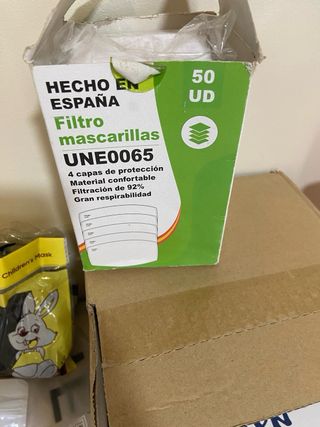 HECHO EN
ESPAÑA
50
UD
Filtro
mascarillas
UNE0065
4 capas de protección
Material confortable
Filtración de 92%
Gran respirabilidad
Children's Mask